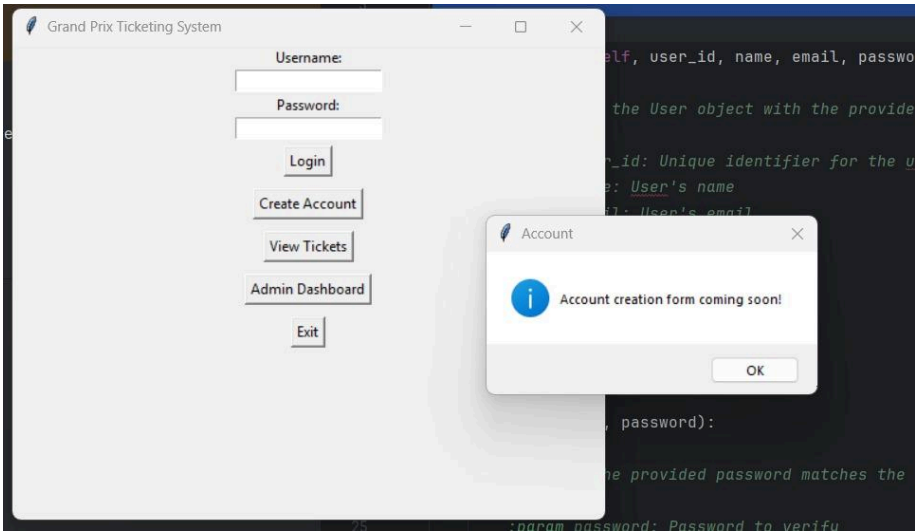 Grand Prix Ticketing System
Username:
Password:
Login
Create Account
View Tickets
Admin Dashboard
Exit
Account
Account creation form coming soon!
OK
elf, user_id, name, email, passwo
the User object with the provide
r_id: Unique identifier for the u
e: User's name
il: User's email
, password):
he provided password matches the
25
:param password: Password to verify